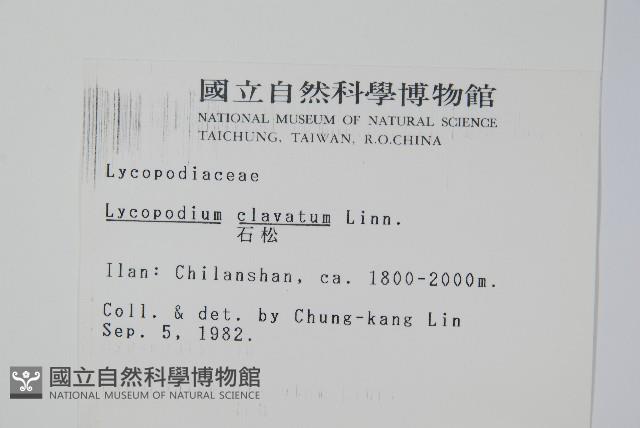 國立自然科學博物館
NATIONAL MUSEUM OF NATURAL SCIENCE
TAICHUNG, TAIWAN, R.O.CHINA
Lycopodiaceae
Lycopodium clavatum Linn.
石松
Ilan: Chilanshan, ca. 1800-2000m.
Coll. & det. by Chung-kang Lin
Sep. 5, 1982.
國立自然科學博物館
NATIONAL MUSEUM OF NATURAL SCIENCE